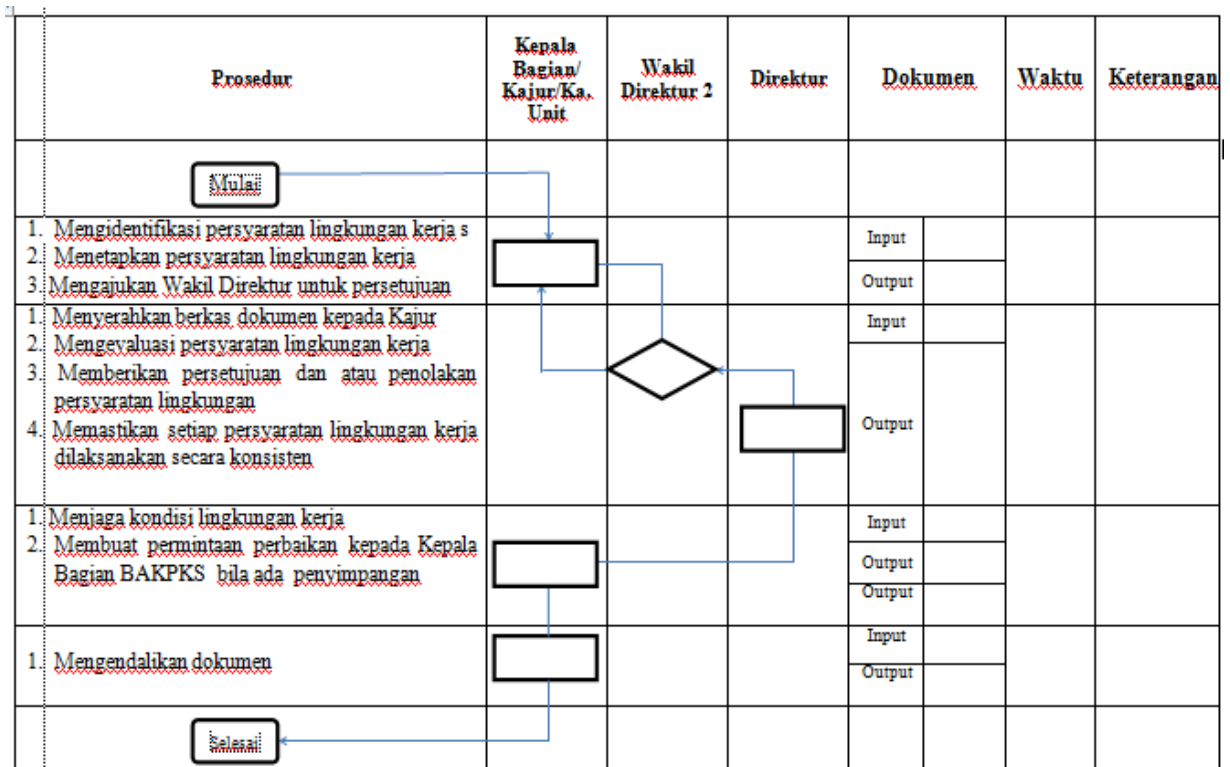 Prosedur
Kepala
Bagian/
Kajur/Ka.
Unit
Wakil
Direktur 2
Direktur
Dokumen
Waktu
Keterangan
Mulai
1. Mengidentifikasi persyaratan lingkungan kerja s
2. Menetapkan persyaratan lingkungan kerja
3. Mengajukan Wakil Direktur untuk persetujuan
Input
Output
1. Menyerahkan berkas dokumen kepada Kajur
2. Mengevaluasi persyaratan lingkungan kerja
3. Memberikan persetujuan dan atau penolakan
persyaratan lingkungan
4. Memastikan setiap persyaratan lingkungan kerja
dilaksanakan secara konsisten
Input
Output
1. Menjaga kondisi lingkungan kerja
2. Membuat permintaan perbaikan kepada Kepala
Bagian BAKPKS bila ada penyimpangan
Input
Output
Output
1. Mengendalikan dokumen
Input
Output
Selesai